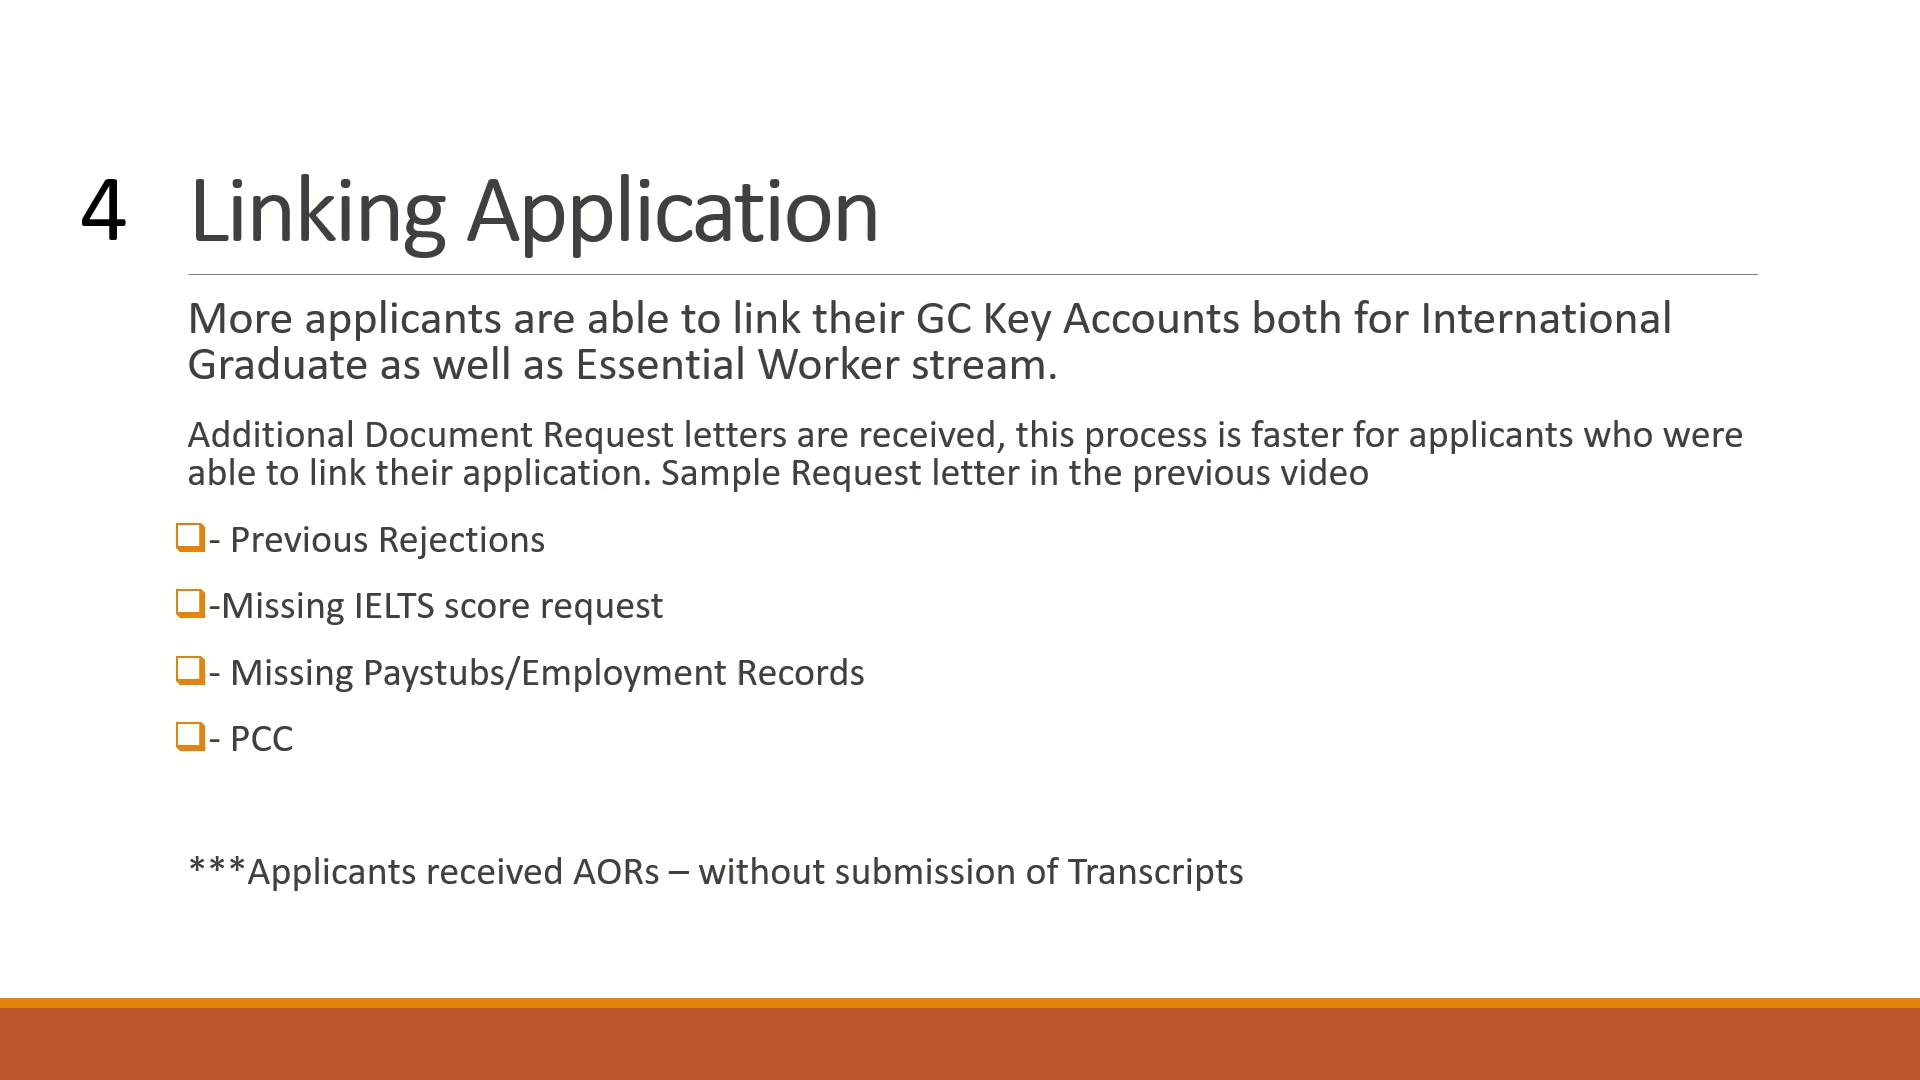 4 Linking Application
More applicants are able to link their GC Key Accounts both for International
Graduate as well as Essential Worker stream.
Additional Document Request letters are received, this process is faster for applicants who were
able to link their application. Sample Request letter in the previous video
- Previous Rejections
-Missing IELTS score request
- Missing Paystubs/Employment Records
- PCC
***Applicants received AORs – without submission of Transcripts